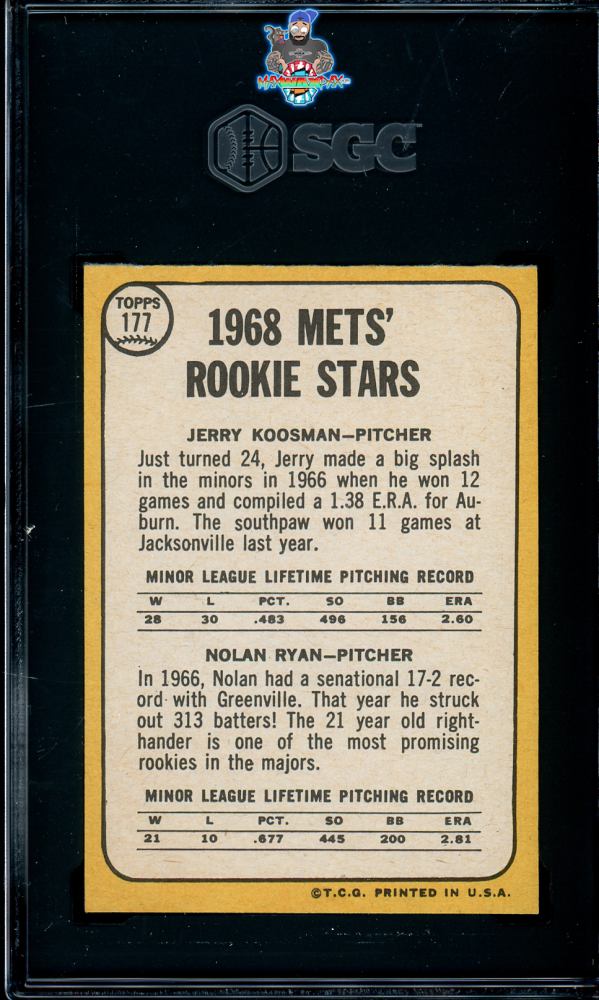 SGC
TOPPS
177
1968 METS'
ROOKIE STARS
JERRY KOOSMAN—PITCHER
Just turned 24, Jerry made a big splash
in the minors in 1966 when he won 12
games and compiled a 1.38 E.R.A. for Au-
burn. The southpaw won 11 games at
Jacksonville last year.
MINOR LEAGUE LIFETIME PITCHING RECORD
W L PCT. SO BB ERA
28 30 .483 496 156 2.60
NOLAN RYAN—PITCHER
In 1966, Nolan had a senational 17-2 rec-
ord with Greenville. That year he struck
out 313 batters! The 21 year old right-
hander is one of the most promising
rookies in the majors.
MINOR LEAGUE LIFETIME PITCHING RECORD
W L PCT. SO BB ERA
21 10 .677 445 200 2.81
©T.C.G. PRINTED IN U.S.A.